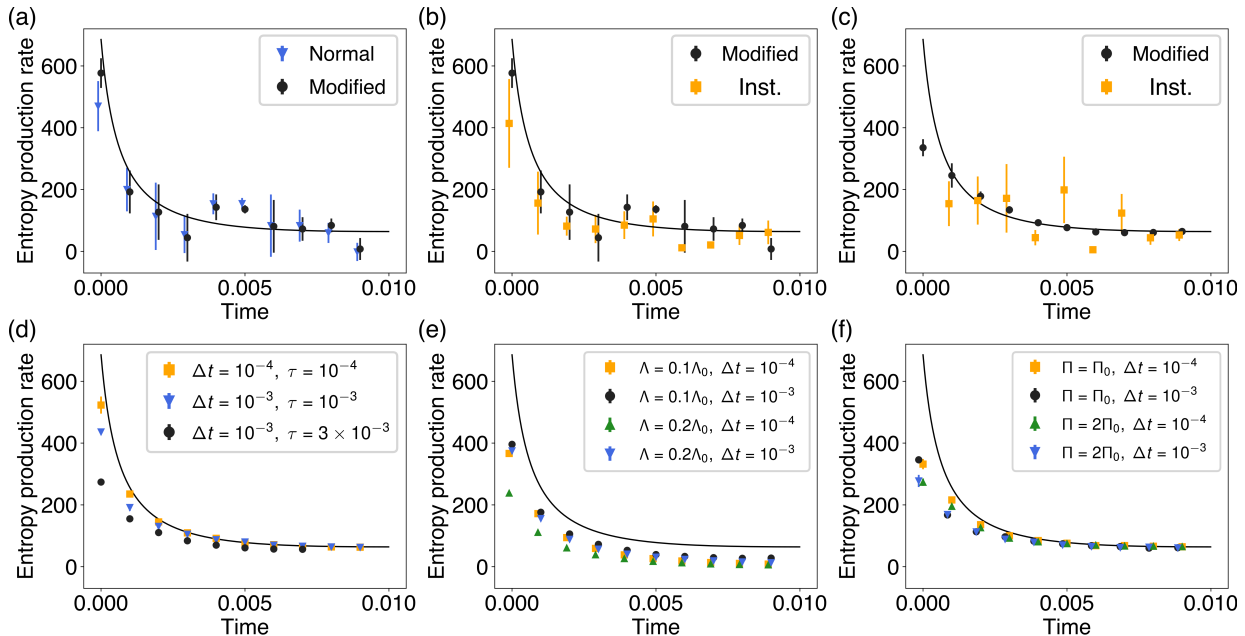 (a)
Entropy production rate
600
400
200
0
Normal
Modified
0.000
0.005
0.010
Time
(b)
Entropy production rate
600
400
200
0
Modified
Inst.
0.000
0.005
0.010
Time
(c)
Entropy production rate
600
400
200
0
Modified
Inst.
0.000
0.005
0.010
Time
(d)
Entropy production rate
600
400
200
0
Δt = 10⁻⁴, τ = 10⁻⁴
Δt = 10⁻³, τ = 10⁻³
Δt = 10⁻³, τ = 3 × 10⁻³
0.000
0.005
0.010
Time
(e)
Entropy production rate
600
400
200
0
Λ = 0.1Λ₀, Δt = 10⁻⁴
Λ = 0.1Λ₀, Δt = 10⁻³
Λ = 0.2Λ₀, Δt = 10⁻⁴
Λ = 0.2Λ₀, Δt = 10⁻³
0.000
0.005
0.010
Time
(f)
Entropy production rate
600
400
200
0
Π = Π₀, Δt = 10⁻⁴
Π = Π₀, Δt = 10⁻³
Π = 2Π₀, Δt = 10⁻⁴
Π = 2Π₀, Δt = 10⁻³
0.000
0.005
0.010
Time